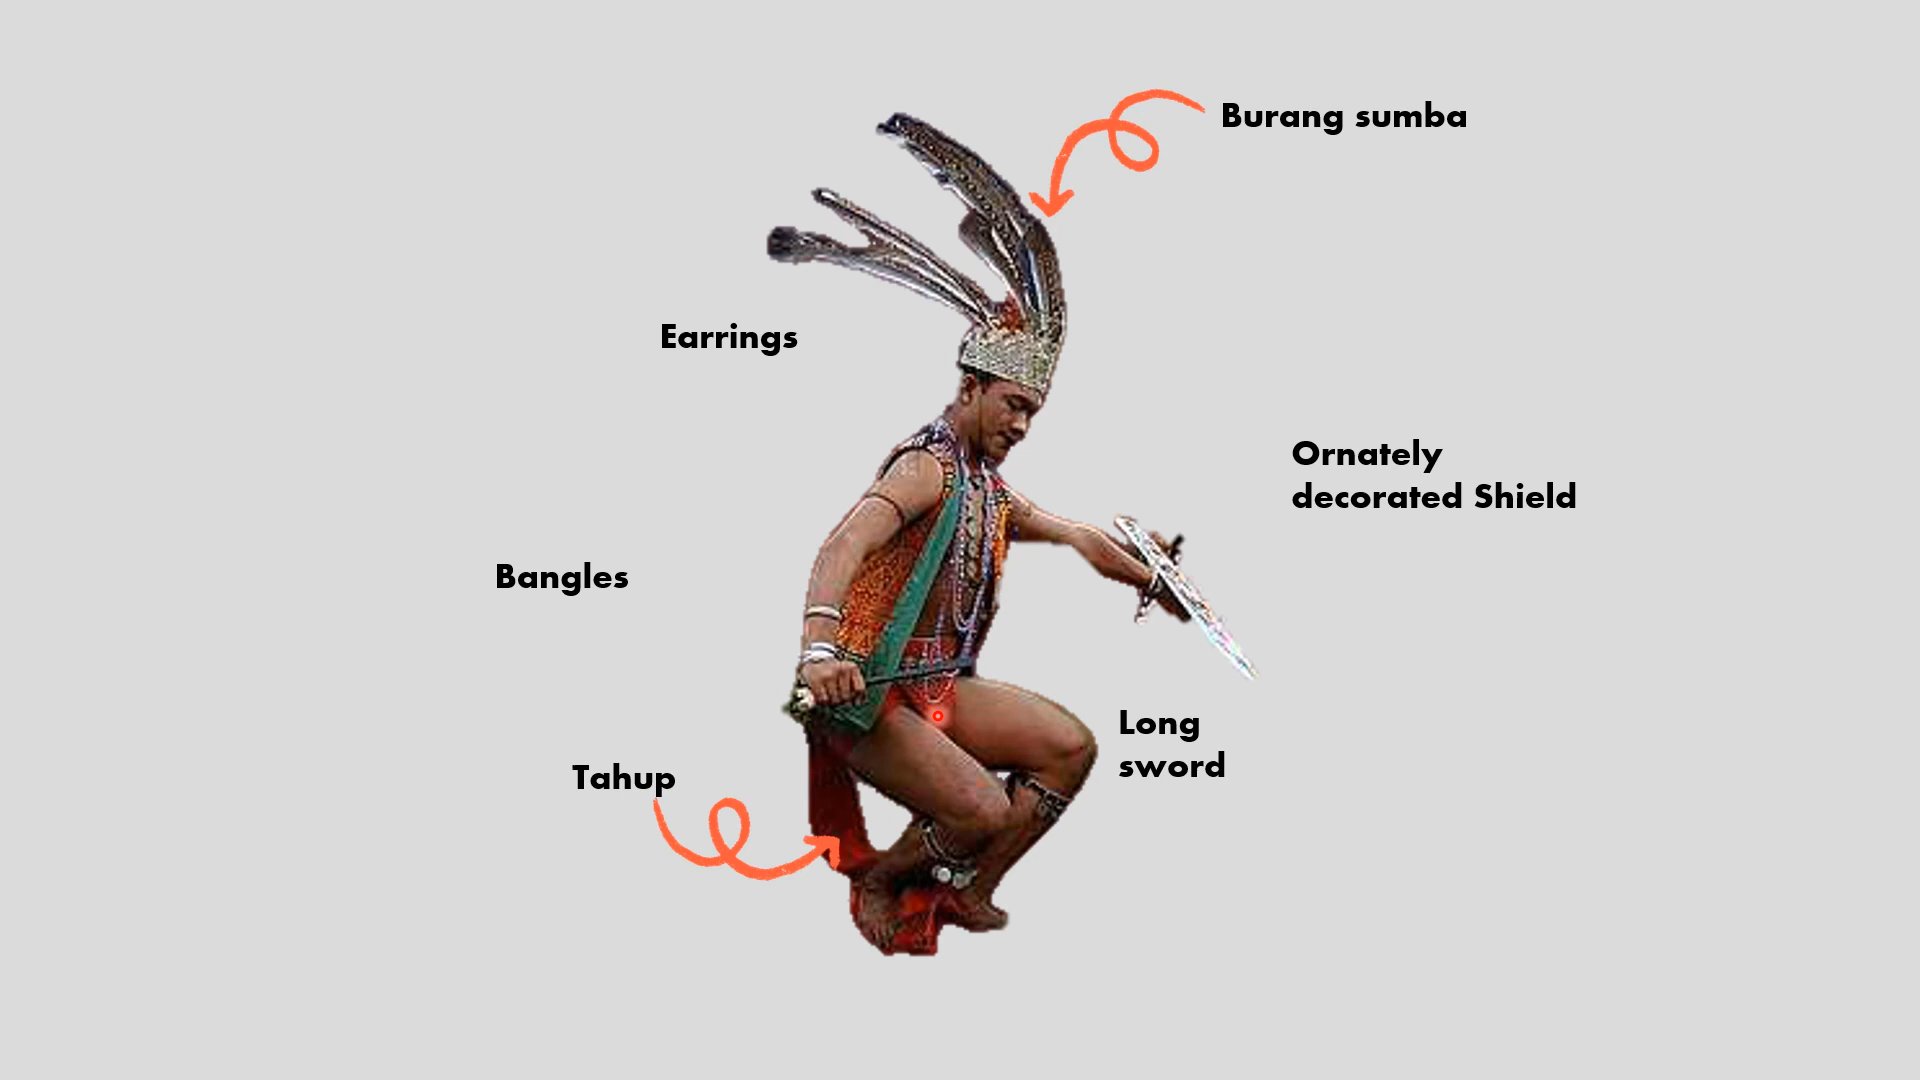 Burang sumba
Earrings
Ornately
decorated Shield
Bangles
Long
sword
Tahup